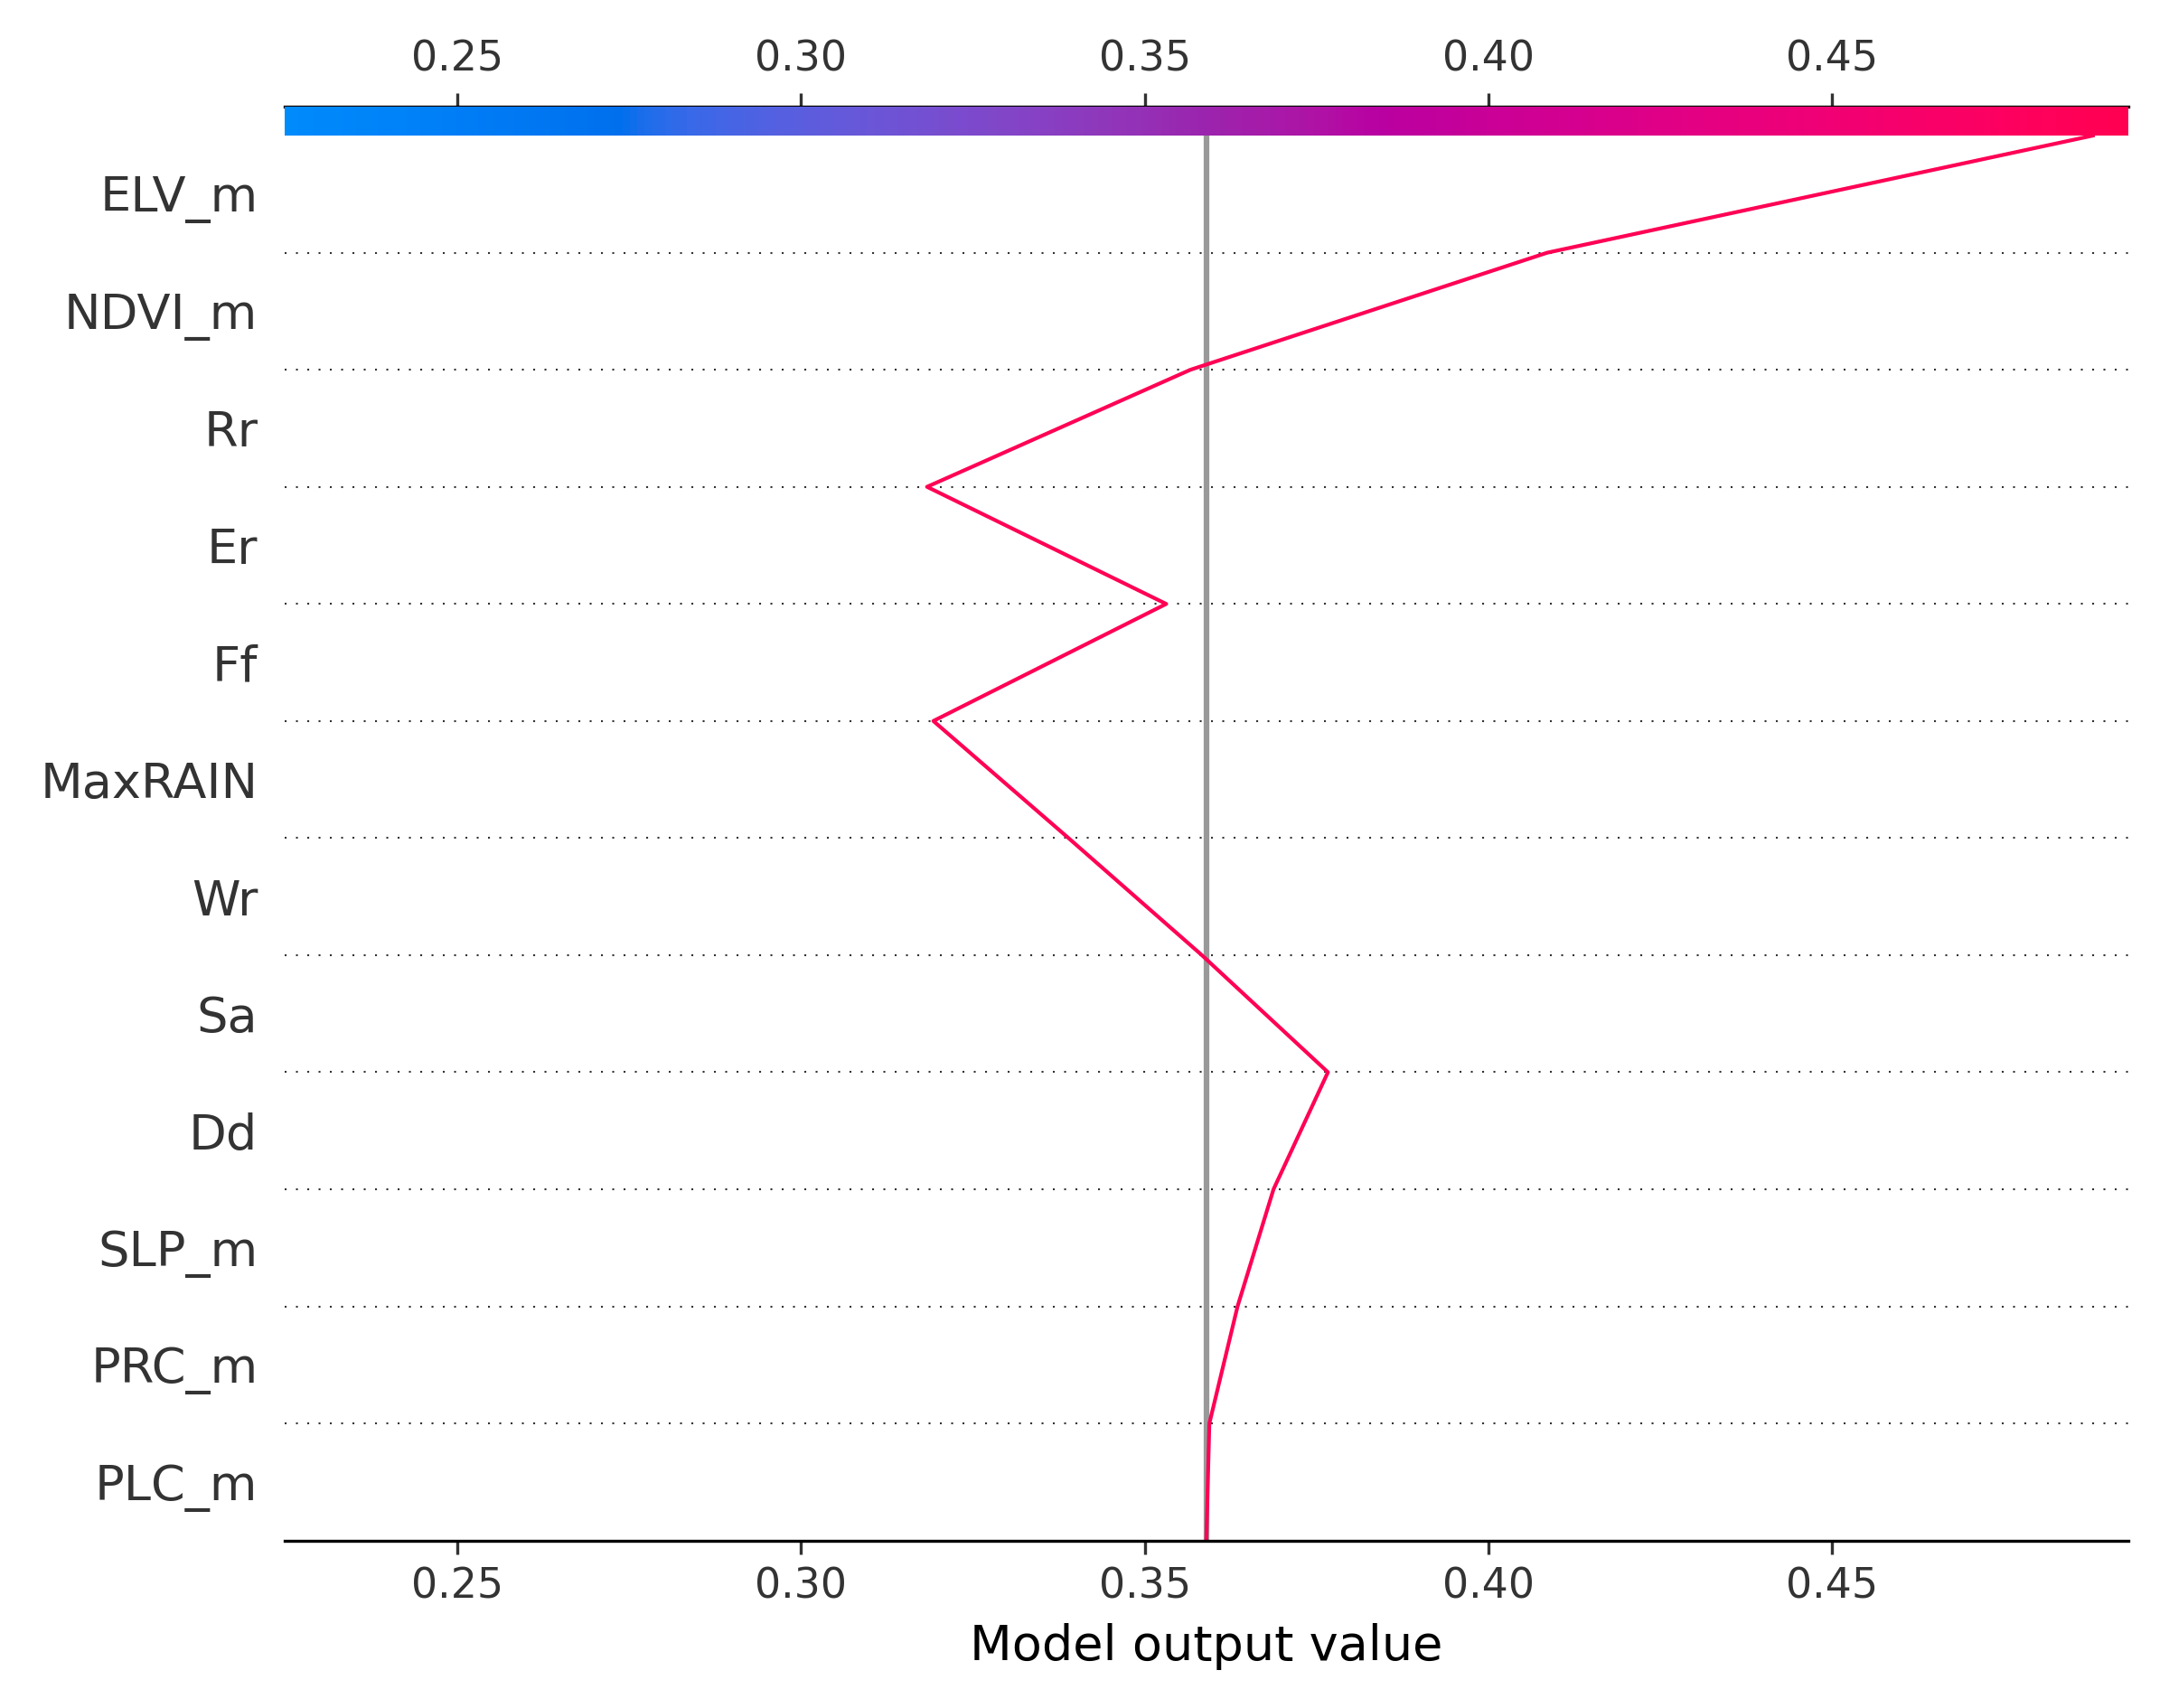 0.25 0.30 0.35 0.40 0.45
ELV_m
NDVI_m
Rr
Er
Ff
MaxRAIN
Wr
Sa
Dd
SLP_m
PRC_m
PLC_m
0.25 0.30 0.35 0.40 0.45
Model output value